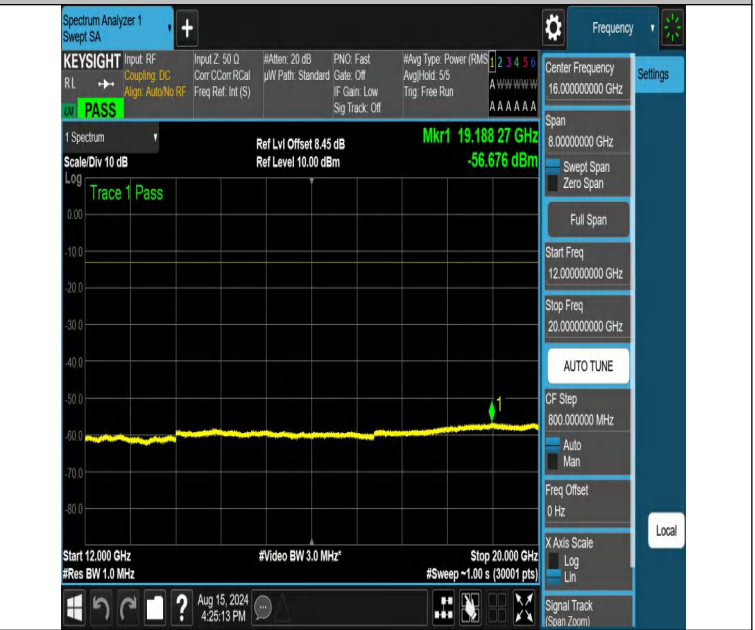 Spectrum Analyzer 1
Swept SA
+
Frequency
KEYSIGHT
RL
PASS
Input: RF
Coupling: DC
Align: Auto/No RF
Input Z: 50 Ω
Corr CCorr RCal
Freq Ref: Int (S)
#Atten: 20 dB
µW Path: Standard
PNO: Fast
Gate: Off
IF Gain: Low
Sig Track: Off
#Avg Type: Power (RMS
Avg|Hold: 5/5
Trig: Free Run
1 2 3 4 5 6
A W W W W W
A A A A A A
Center Frequency
16.000000000 GHz
Settings
Span
8.00000000 GHz
Swept Span
Zero Span
Full Span
Start Freq
12.000000000 GHz
Stop Freq
20.000000000 GHz
AUTO TUNE
CF Step
800.000000 MHz
Auto
Man
Freq Offset
0 Hz
X Axis Scale
Log
Lin
Signal Track
(Span Zoom)
Local
1 Spectrum
Scale/Div 10 dB
Ref Lvl Offset 8.45 dB
Ref Level 10.00 dBm
Mkr1 19.188 27 GHz
-56.676 dBm
Log
Trace 1 Pass
0.00
-10.0
-20.0
-30.0
-40.0
-50.0
-60.0
-70.0
-80.0
1
Start 12.000 GHz
#Res BW 1.0 MHz
#Video BW 3.0 MHz*
Stop 20.000 GHz
#Sweep ~1.00 s (30001 pts)
?
Aug 15, 2024
4:25:13 PM